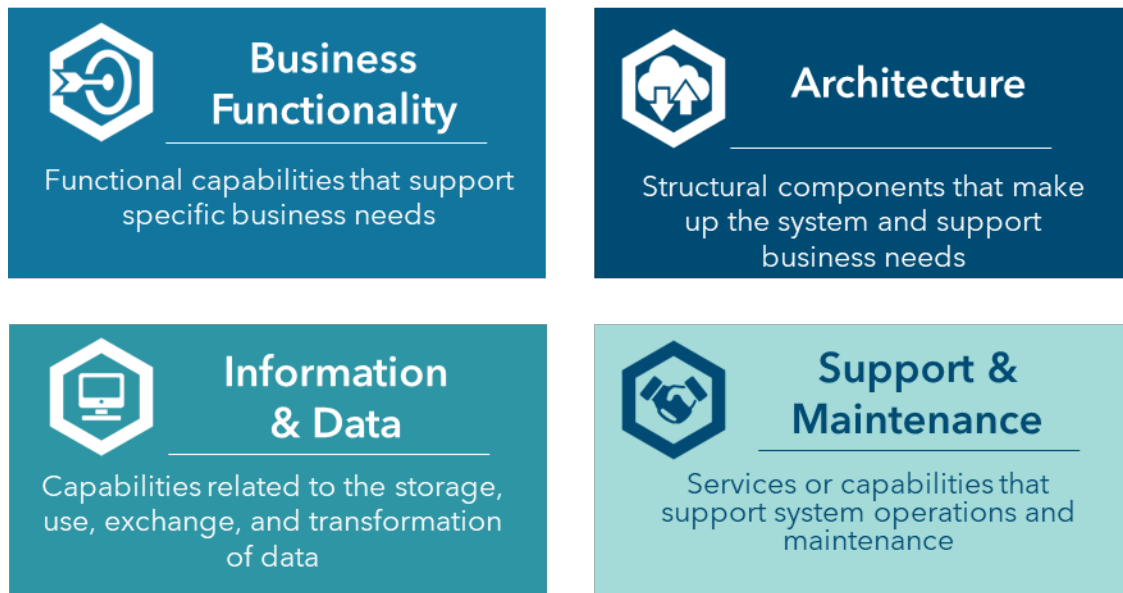 Business
Functionality
Functional capabilities that support
specific business needs
Architecture
Structural components that make
up the system and support
business needs
Information
& Data
Capabilities related to the storage,
use, exchange, and transformation
of data
Support &
Maintenance
Services or capabilities that
support system operations and
maintenance